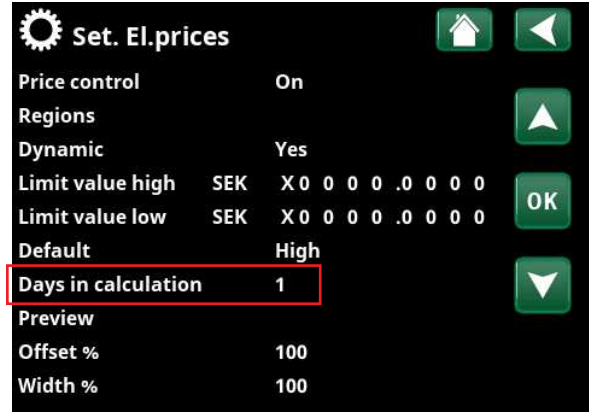 Set. El.prices
Price control On
Regions
Dynamic Yes
Limit value high SEK X 0 0 0 0 .0 0 0 0
Limit value low SEK X 0 0 0 0 .0 0 0 0
OK
Default High
Days in calculation 1
Preview
Offset % 100
Width % 100